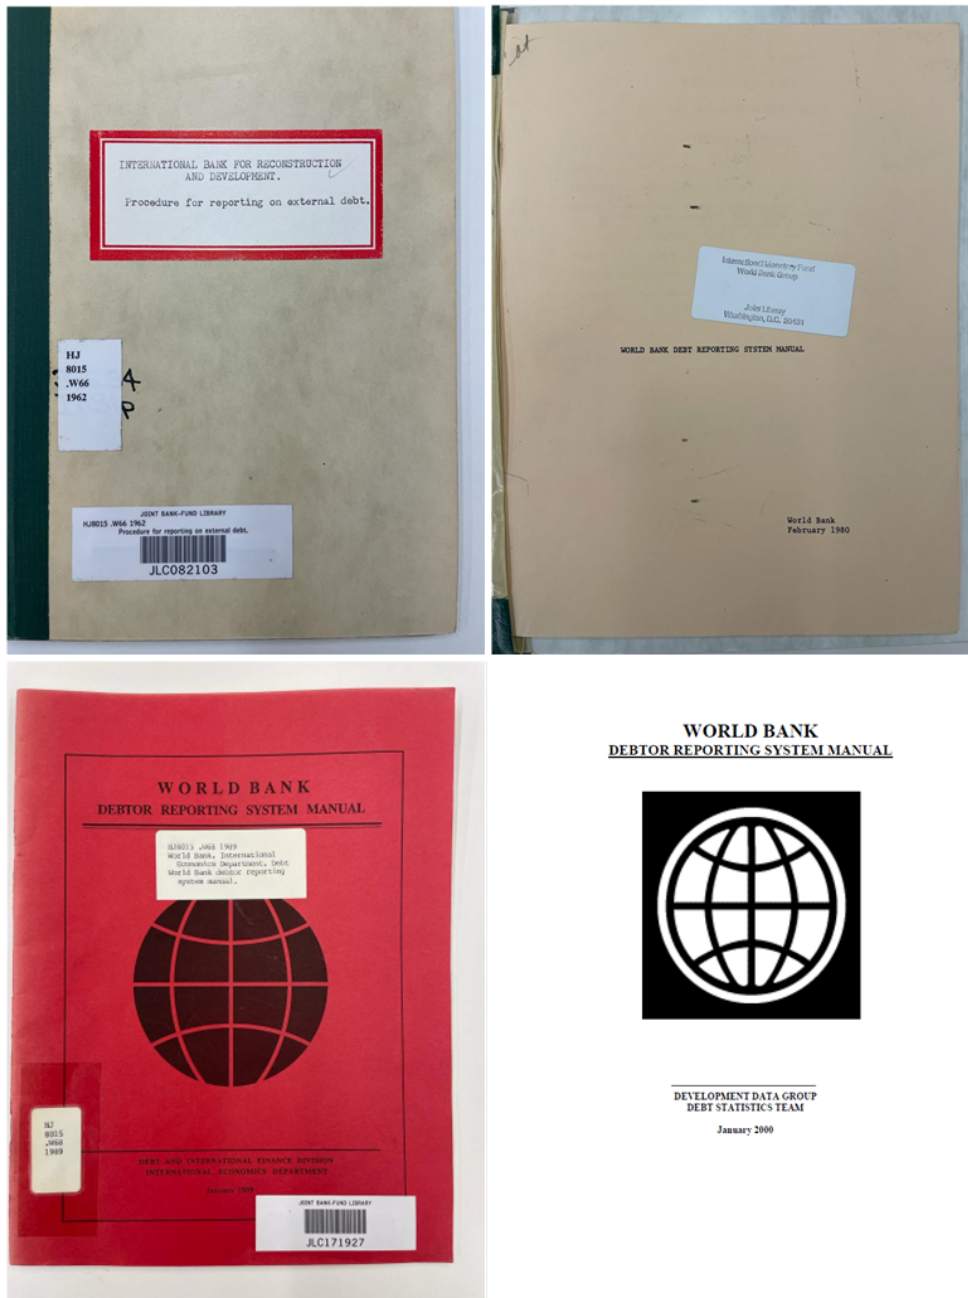 INTERNATIONAL BANK FOR RECONSTRUCTION
AND DEVELOPMENT.
Procedure for reporting on external debt.
HJ
8015
.W66
1962
A
P
JOINT BANK-FUND LIBRARY
HJ8015 .W66 1962
Procedure for reporting on external debt.
JLC082103
International Monetary Fund
World Bank Group
Joint Library
Washington, D.C. 20431
WORLD BANK DEBT REPORTING SYSTEM MANUAL
World Bank
February 1980
WORLD BANK
DEBTOR REPORTING SYSTEM MANUAL
HJ8015 .W66 1989
World Bank, International
Economics Department, Debt
World Bank debtor reporting
system manual.
HJ
8015
.W66
1989
DEBT AND INTERNATIONAL FINANCE DIVISION
INTERNATIONAL ECONOMICS DEPARTMENT
January 1989
JOINT BANK-FUND LIBRARY
JLC171927
WORLD BANK
DEBTOR REPORTING SYSTEM MANUAL
DEVELOPMENT DATA GROUP
DEBT STATISTICS TEAM
January 2000